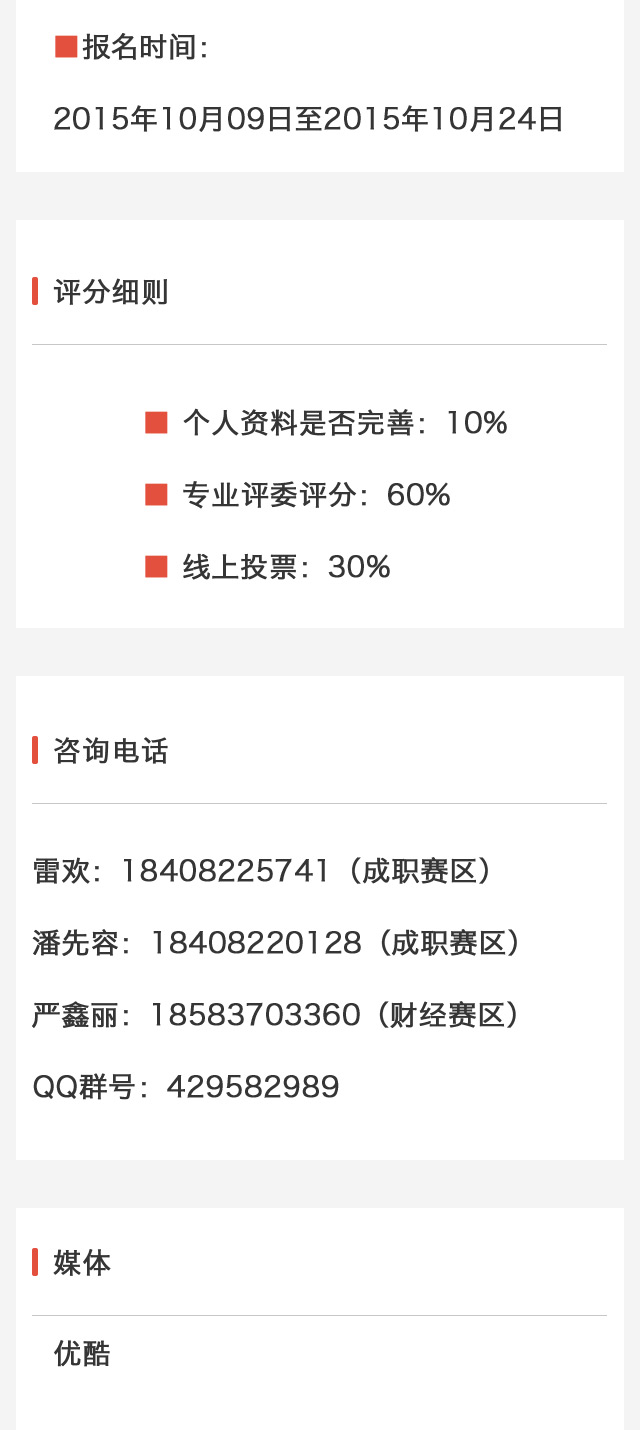 ■报名时间：
2015年10月09日至2015年10月24日
评分细则
■ 个人资料是否完善：10%
■ 专业评委评分：60%
■ 线上投票：30%
咨询电话
雷欢：18408225741（成职赛区）
潘先容：18408220128（成职赛区）
严鑫丽：18583703360（财经赛区）
QQ群号：429582989
媒体
优酷